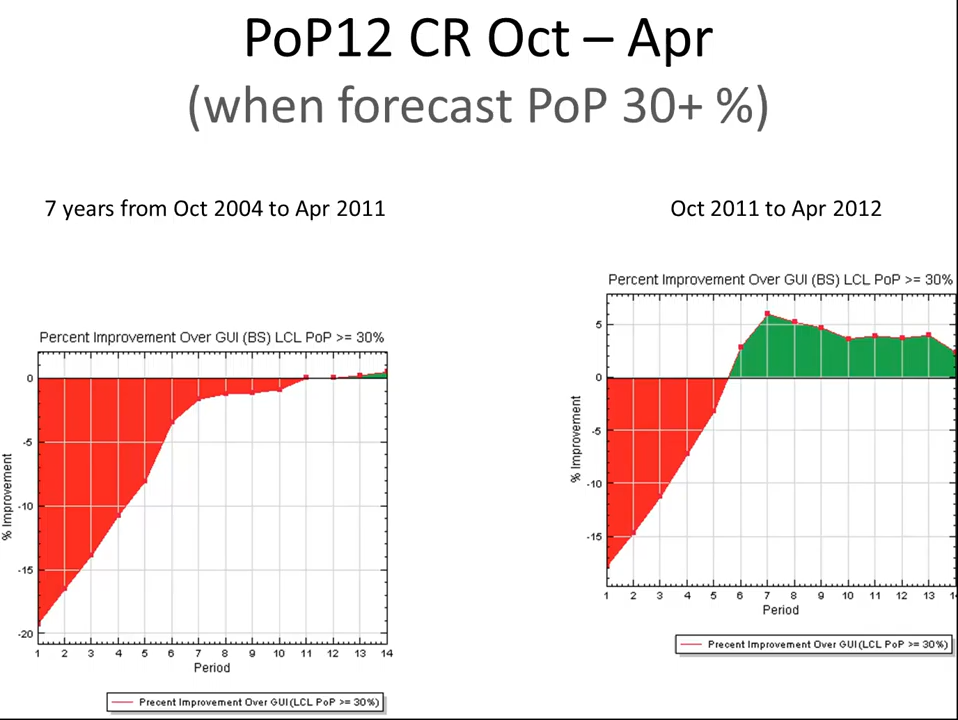 PoP12 CR Oct – Apr
(when forecast PoP 30+ %)
7 years from Oct 2004 to Apr 2011
Percent Improvement Over GUI (BS) LCL PoP >= 30%
% Improvement
0
-5
-10
-15
-20
1 2 3 4 5 6 7 8 9 10 11 12 13 14
Period
Precent Improvement Over GUI(LCL PoP >= 30%)
Oct 2011 to Apr 2012
Percent Improvement Over GUI (BS) LCL PoP >= 30%
% Improvement
5
0
-5
-10
-15
1 2 3 4 5 6 7 8 9 10 11 12 13
Period
Precent Improvement Over GUI(LCL PoP >= 30%)